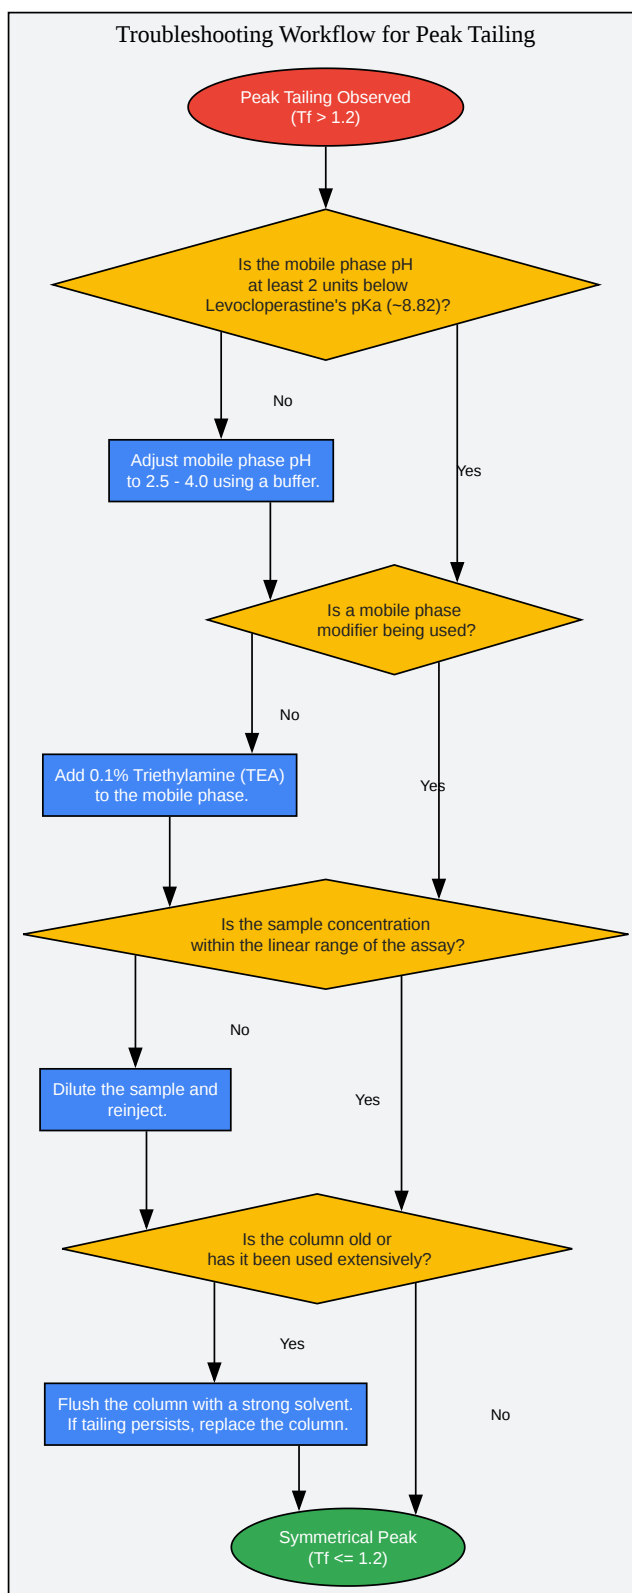 Troubleshooting Workflow for Peak Tailing
Peak Tailing Observed
(Tf > 1.2)
Is the mobile phase pH
at least 2 units below
Levocloperastine's pKa (~8.82)?
No
Adjust mobile phase pH
to 2.5 - 4.0 using a buffer.
Yes
Is a mobile phase
modifier being used?
No
Add 0.1% Triethylamine (TEA)
to the mobile phase.
Yes
Is the sample concentration
within the linear range of the assay?
No
Dilute the sample and
reinject.
Yes
Is the column old or
has it been used extensively?
Yes
Flush the column with a strong solvent.
If tailing persists, replace the column.
No
Symmetrical Peak
(Tf <= 1.2)